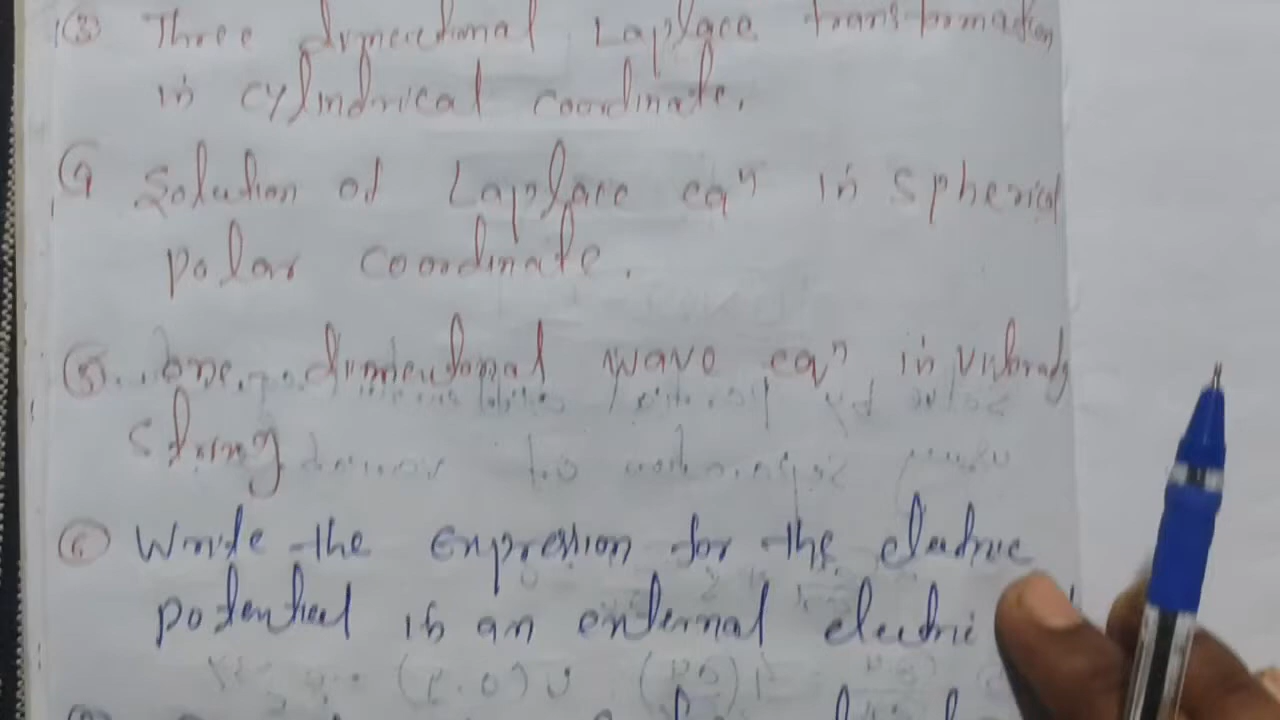 (3) Three dimensional Laplace transformation
in cylindrical coordinate.
(4) Solution of Laplace eqn in spherical
polar coordinate.
(5) One dimensional wave eqn in vibrating
string
(6) Write the expression for the electric
potential in an external electric